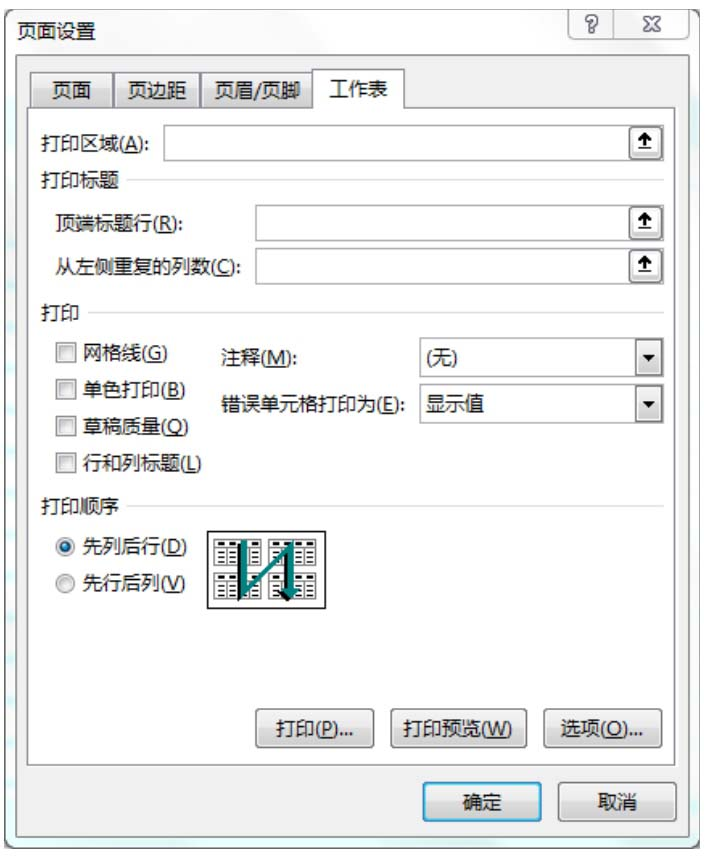 页面设置
页面 页边距 页眉/页脚 工作表
打印区域(A):
打印标题
顶端标题行(R):
从左侧重复的列数(C):
打印
网格线(G) 注释(M): (无)
单色打印(B)
错误单元格打印为(E): 显示值
草稿质量(Q)
行和列标题(L)
打印顺序
先列后行(D)
先行后列(V)
打印(P)... 打印预览(W) 选项(O)...
确定 取消